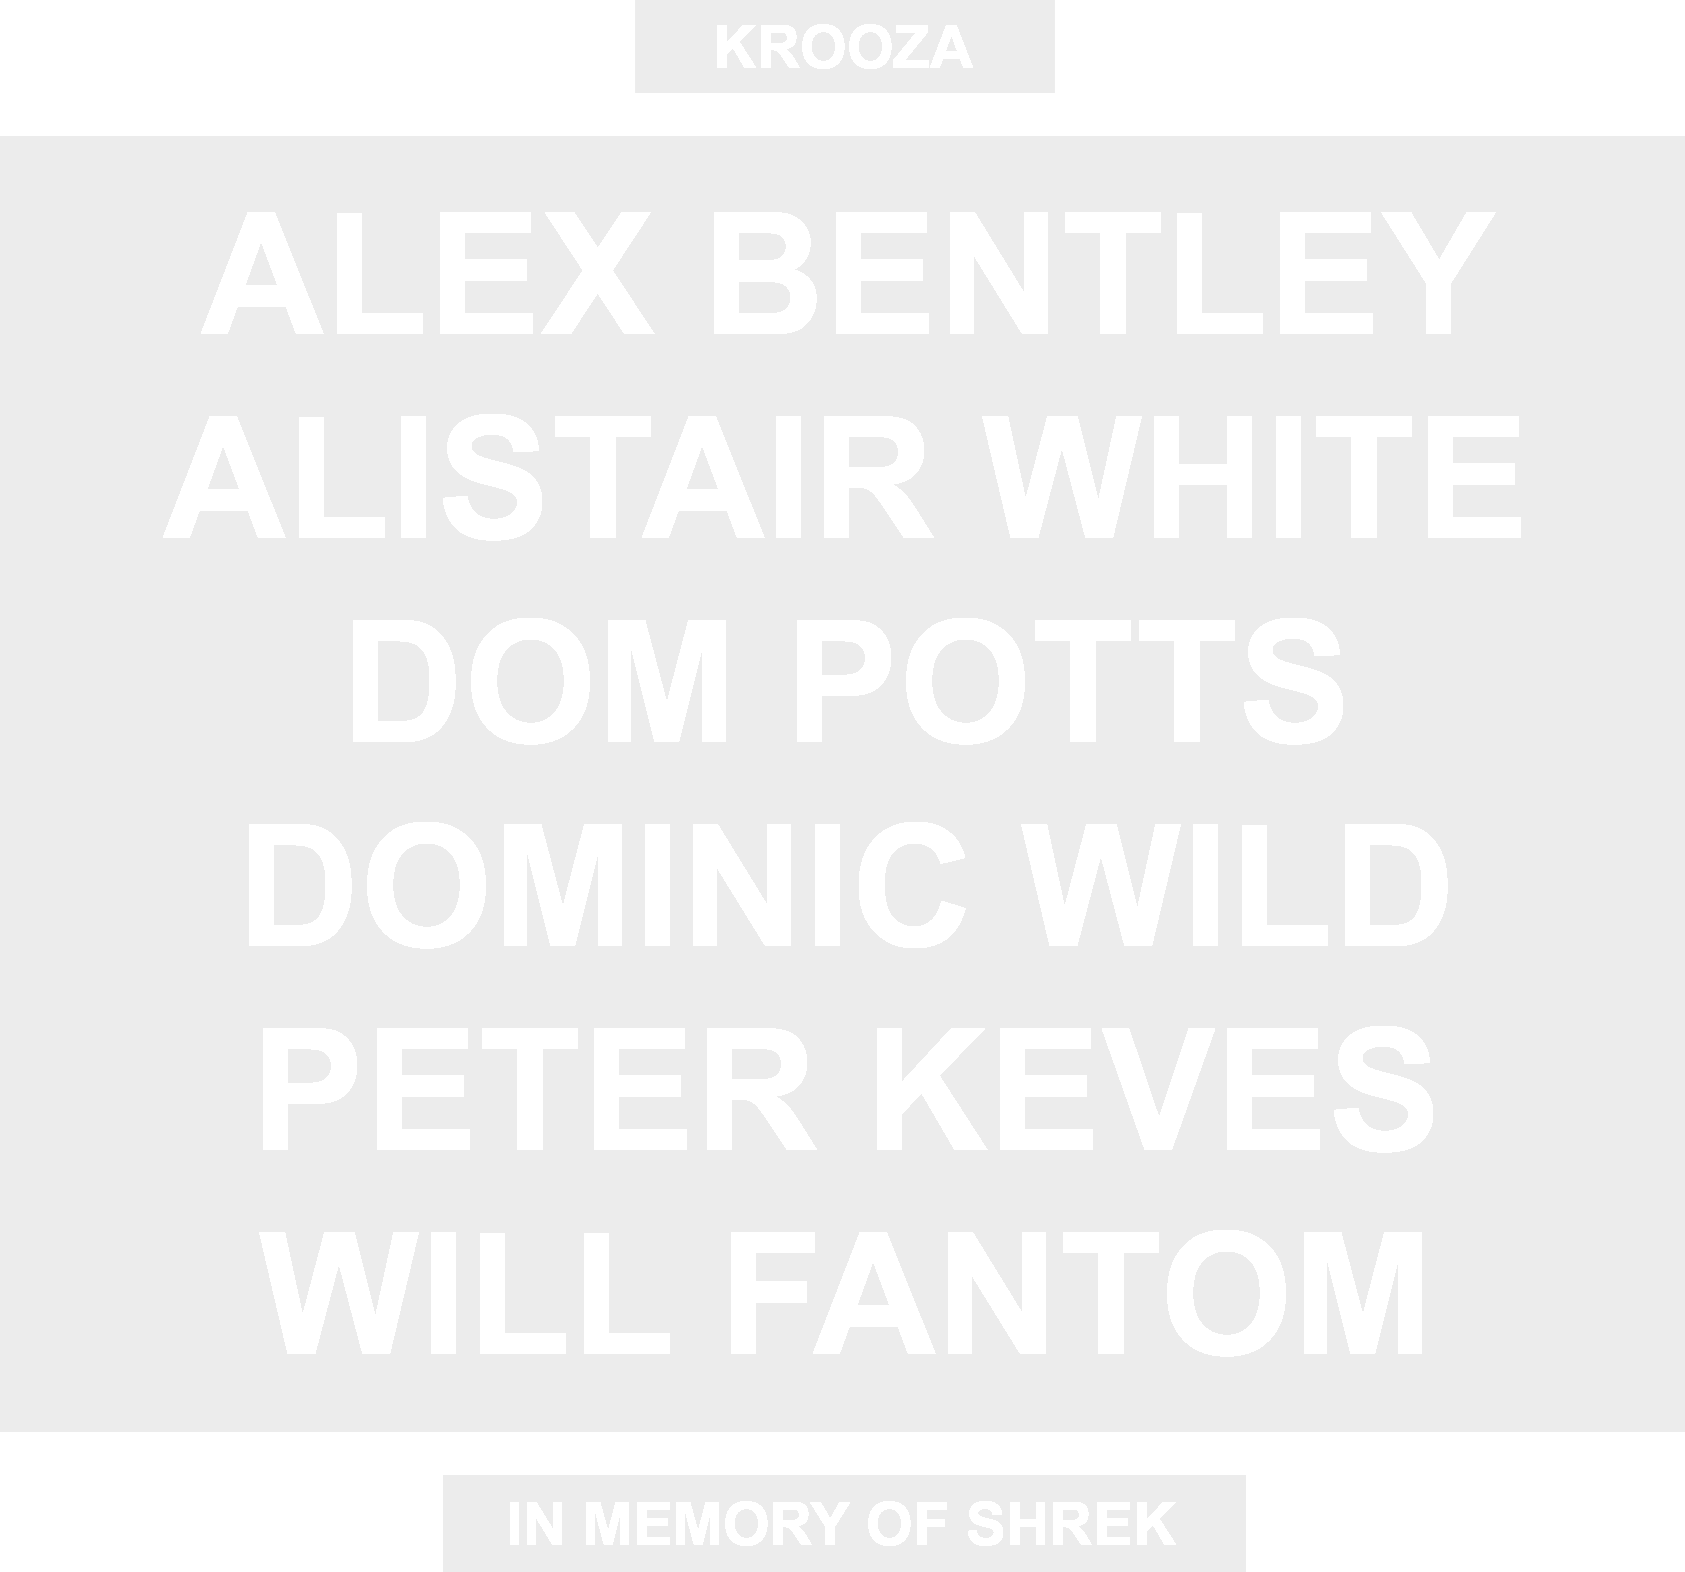 KROOZA
ALEX BENTLEY
ALISTAIR WHITE
DOM POTTS
DOMINIC WILD
PETER KEVES
WILL FANTOM
IN MEMORY OF SHREK